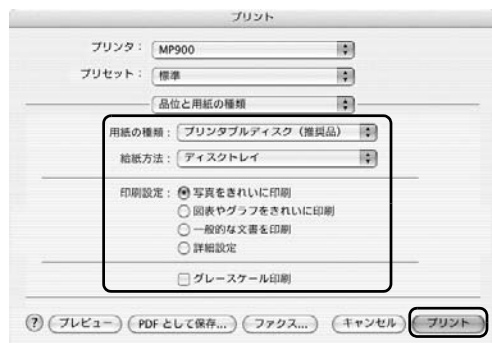 プリント
プリンタ： MP900
プリセット： 標準
品位と用紙の種類
用紙の種類： プリンタブルディスク（推奨品）
給紙方法： ディスクトレイ
印刷設定： 写真をきれいに印刷
図表やグラフをきれいに印刷
一般的な文書を印刷
詳細設定
グレースケール印刷
? プレビュー PDF として保存... ファクス... キャンセル プリント